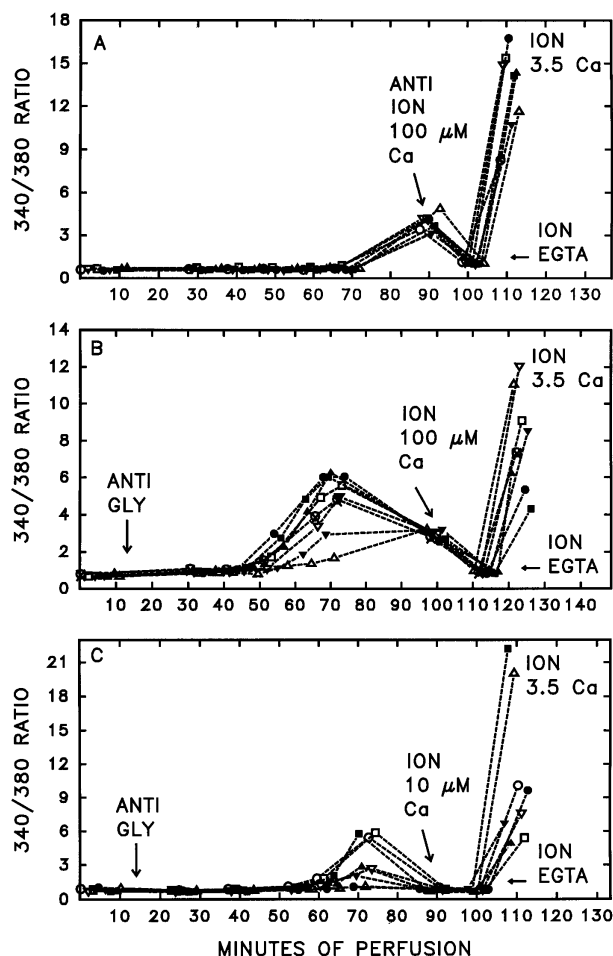 A
340/380 RATIO
18
15
12
9
6
3
0
ANTI
ION
100 μM
Ca
ION
3.5 Ca
ION
← EGTA
10 20 30 40 50 60 70 80 90 100 110 120 130
B
340/380 RATIO
14
12
10
8
6
4
2
0
ANTI
GLY
ION
100 μM
Ca
ION
3.5 Ca
ION
← EGTA
10 20 30 40 50 60 70 80 90 100 110 120 130 140
C
340/380 RATIO
21
18
15
12
9
6
3
0
ANTI
GLY
ION
10 μM
Ca
ION
3.5 Ca
ION
← EGTA
10 20 30 40 50 60 70 80 90 100 110 120 130
MINUTES OF PERFUSION